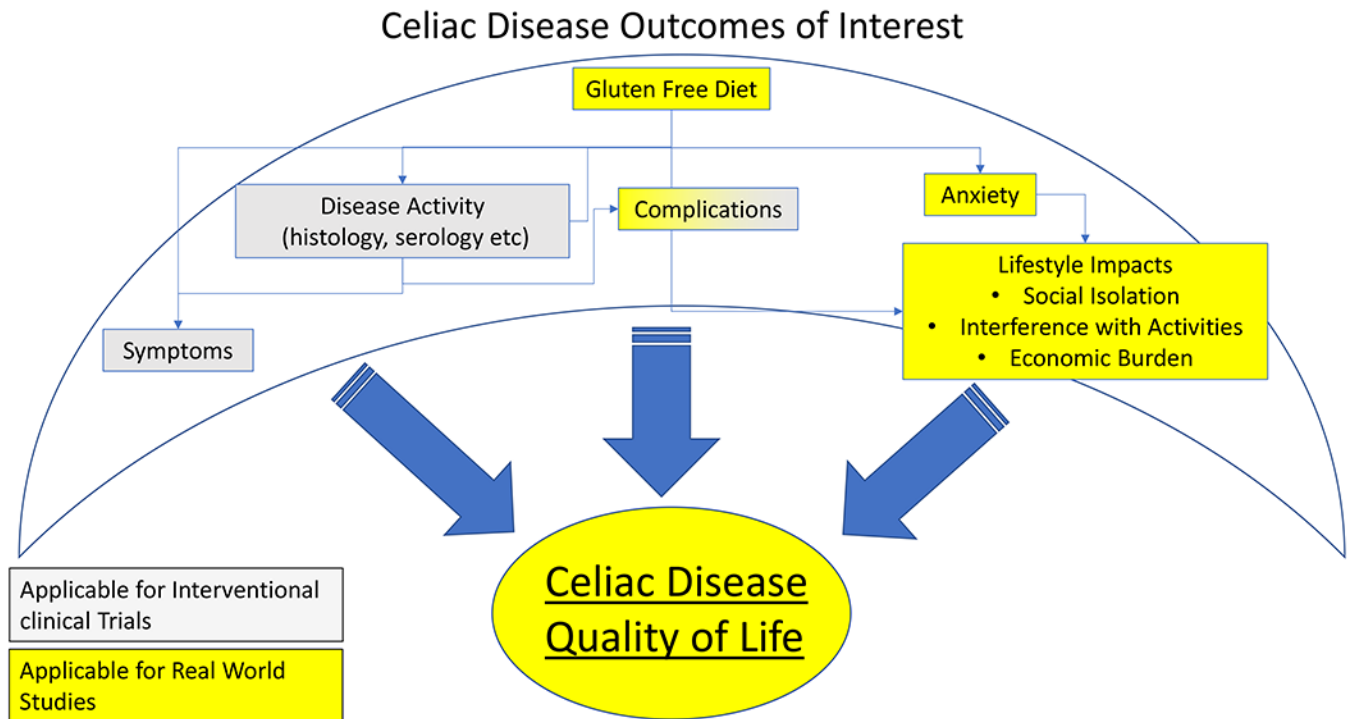 Celiac Disease Outcomes of Interest
Gluten Free Diet
Disease Activity
(histology, serology etc)
Complications
Anxiety
Lifestyle Impacts
• Social Isolation
• Interference with Activities
• Economic Burden
Symptoms
Celiac Disease
Quality of Life
Applicable for Interventional
clinical Trials
Applicable for Real World
Studies